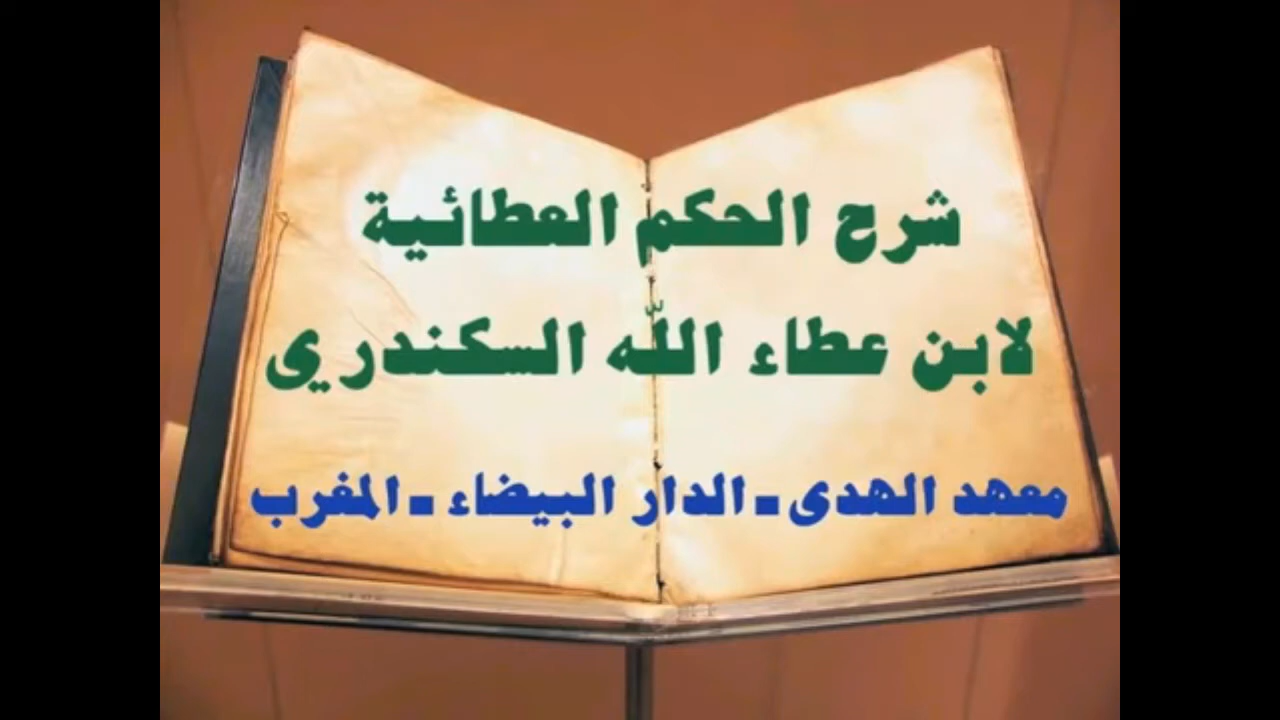 شرح الحكم العطائية
لابن عطاء الله السكندري
معهد الهدى - الدار البيضاء - المغرب